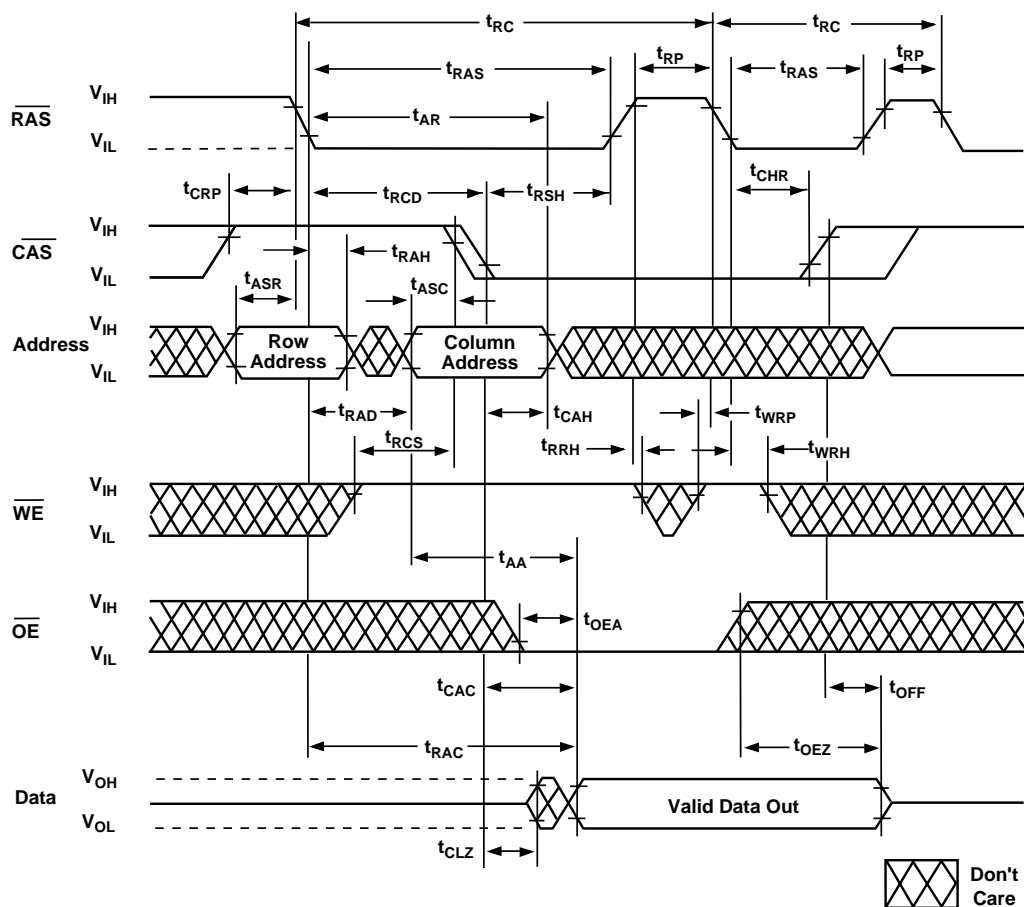 tRC tRC
tRAS tRP tRAS tRP
RAS VIH VIL
tAR
tCRP tRCD tRSH tCHR
CAS VIH VIL
tRAH
tASR tASC
Address VIH VIL
Row Address
Column Address
tRAD tCAH tWRP
tRCS tRRH tWRH
WE VIH VIL
tAA
OE VIH VIL
tOEA
tCAC tOFF
tRAC tOEZ
Data VOH VOL
Valid Data Out
tCLZ
Don't
Care